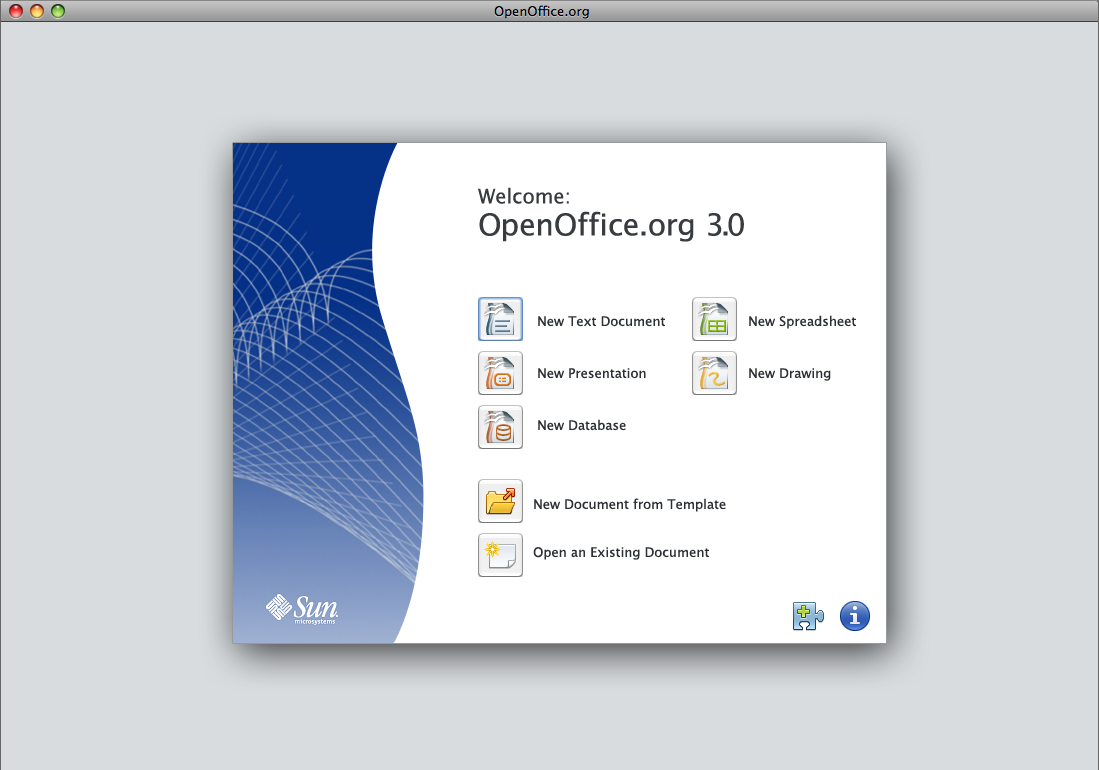 OpenOffice.org
Welcome:
OpenOffice.org 3.0
New Text Document
New Spreadsheet
New Presentation
New Drawing
New Database
New Document from Template
Open an Existing Document
Sun
microsystems